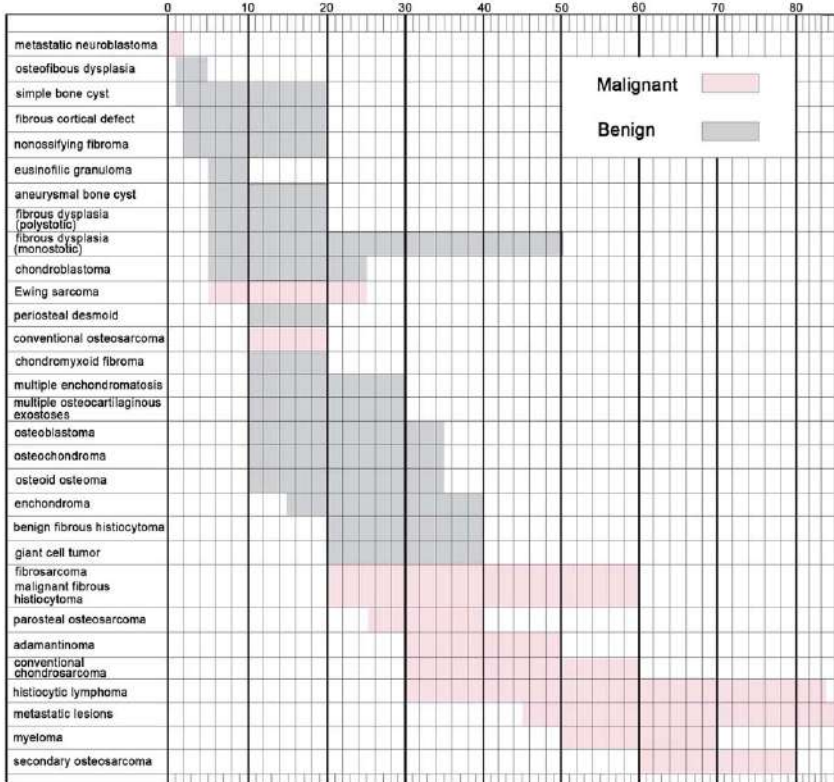 0 10 20 30 40 50 60 70 80
metastatic neuroblastoma
osteofibous dysplasia
simple bone cyst
fibrous cortical defect
nonossifying fibroma
eusinofilic granuloma
aneurysmal bone cyst
fibrous dysplasia
(polystotic)
fibrous dysplasia
(monostotic)
chondroblastoma
Ewing sarcoma
periosteal desmoid
conventional osteosarcoma
chondromyxoid fibroma
multiple enchondromatosis
multiple osteocartilaginous
exostoses
osteoblastoma
osteochondroma
osteoid osteoma
enchondroma
benign fibrous histiocytoma
giant cell tumor
fibrosarcoma
malignant fibrous
histiocytoma
parosteal osteosarcoma
adamantinoma
conventional
chondrosarcoma
histiocytic lymphoma
metastatic lesions
myeloma
secondary osteosarcoma
Malignant
Benign